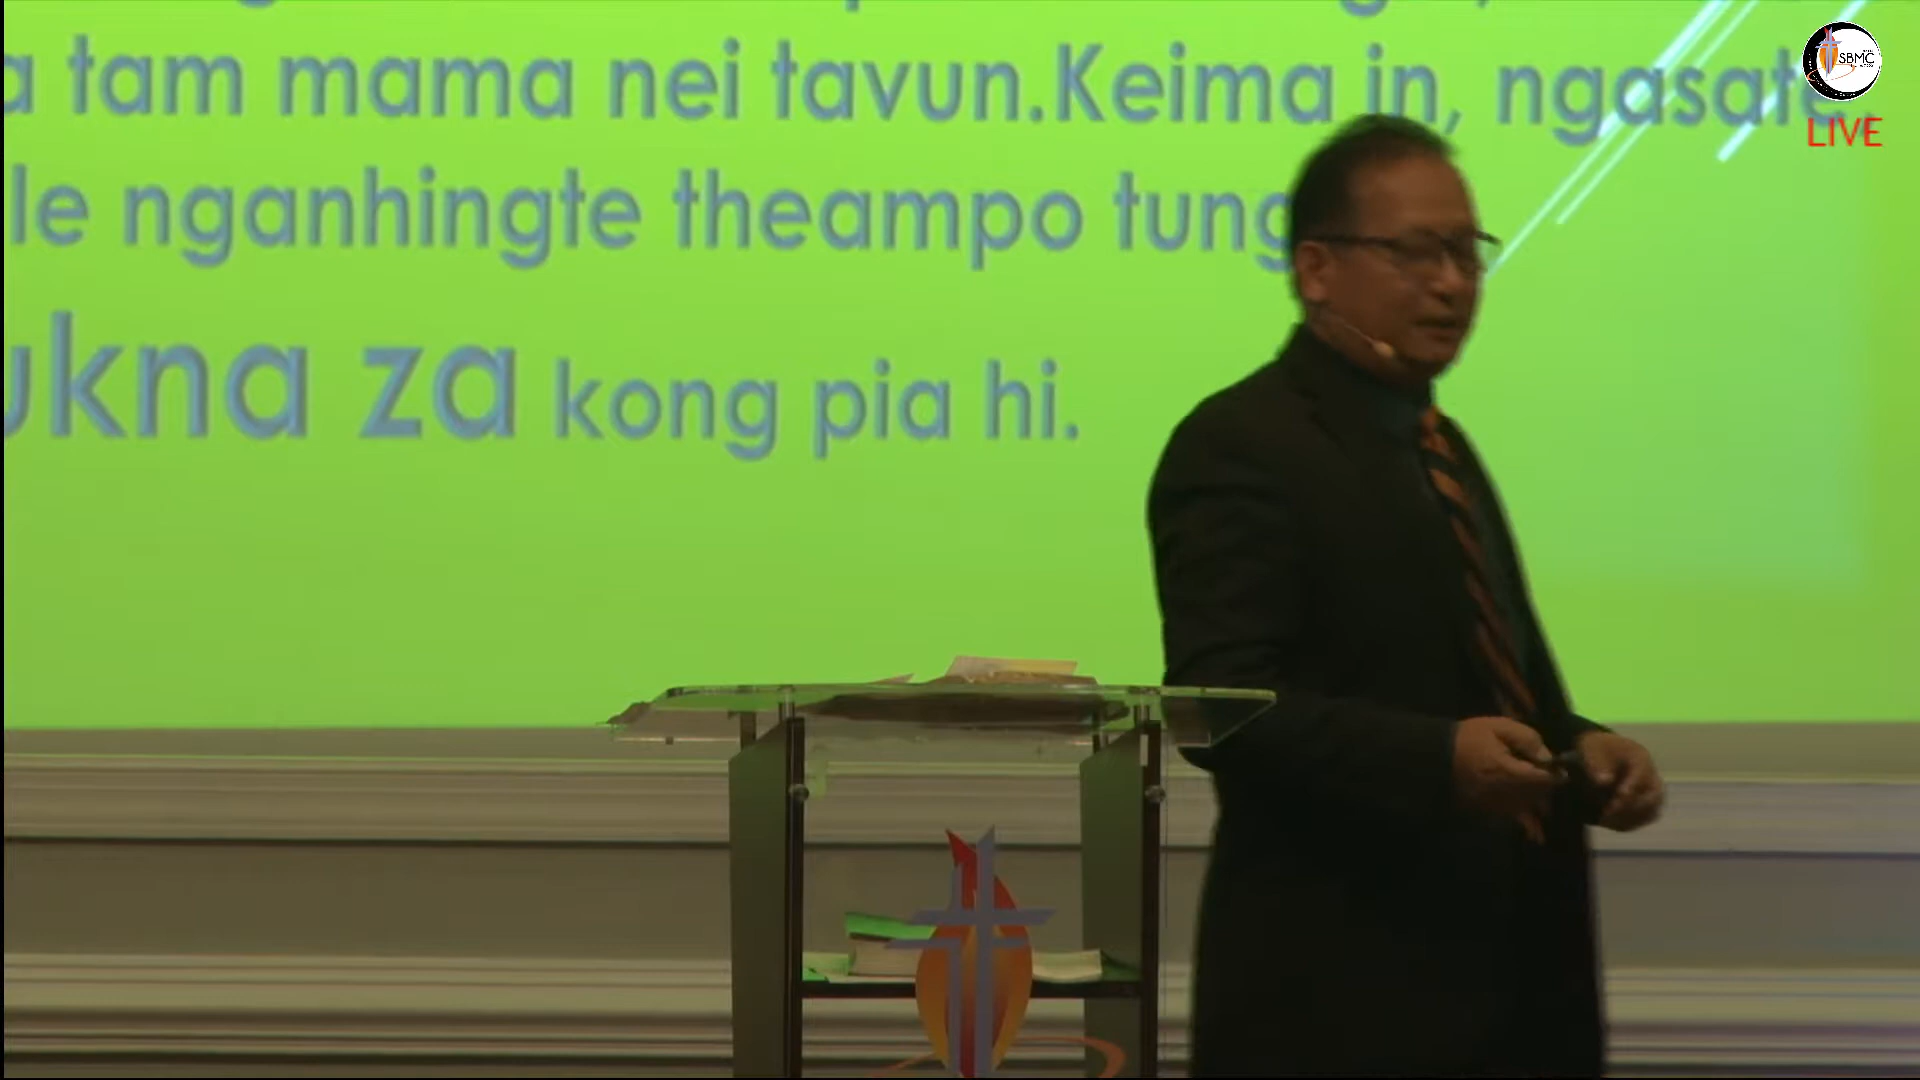 a tam mama nei tavun.Keima in, ngasate,
le nganhingte theampo tung
ukna za kong pia hi.
SBMC
LIVE